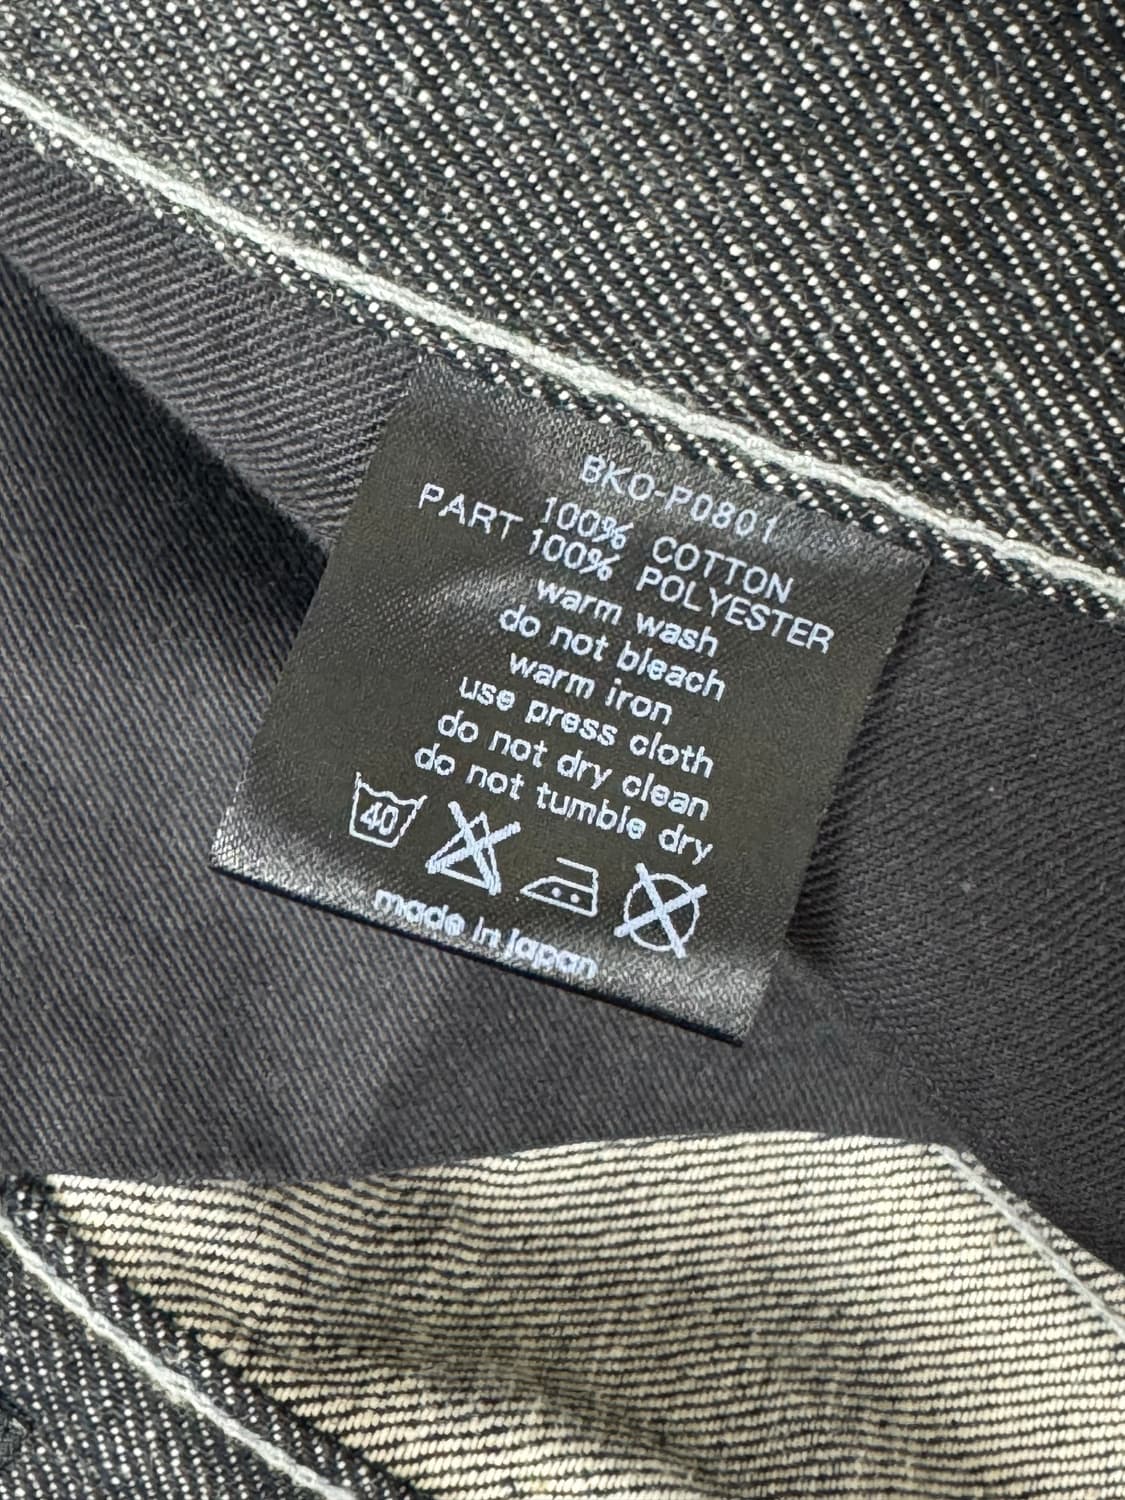 BKO-P0801
100% COTTON
PART 100% POLYESTER
warm wash
do not bleach
warm iron
use press cloth
do not dry clean
do not tumble dry
40
made in japan